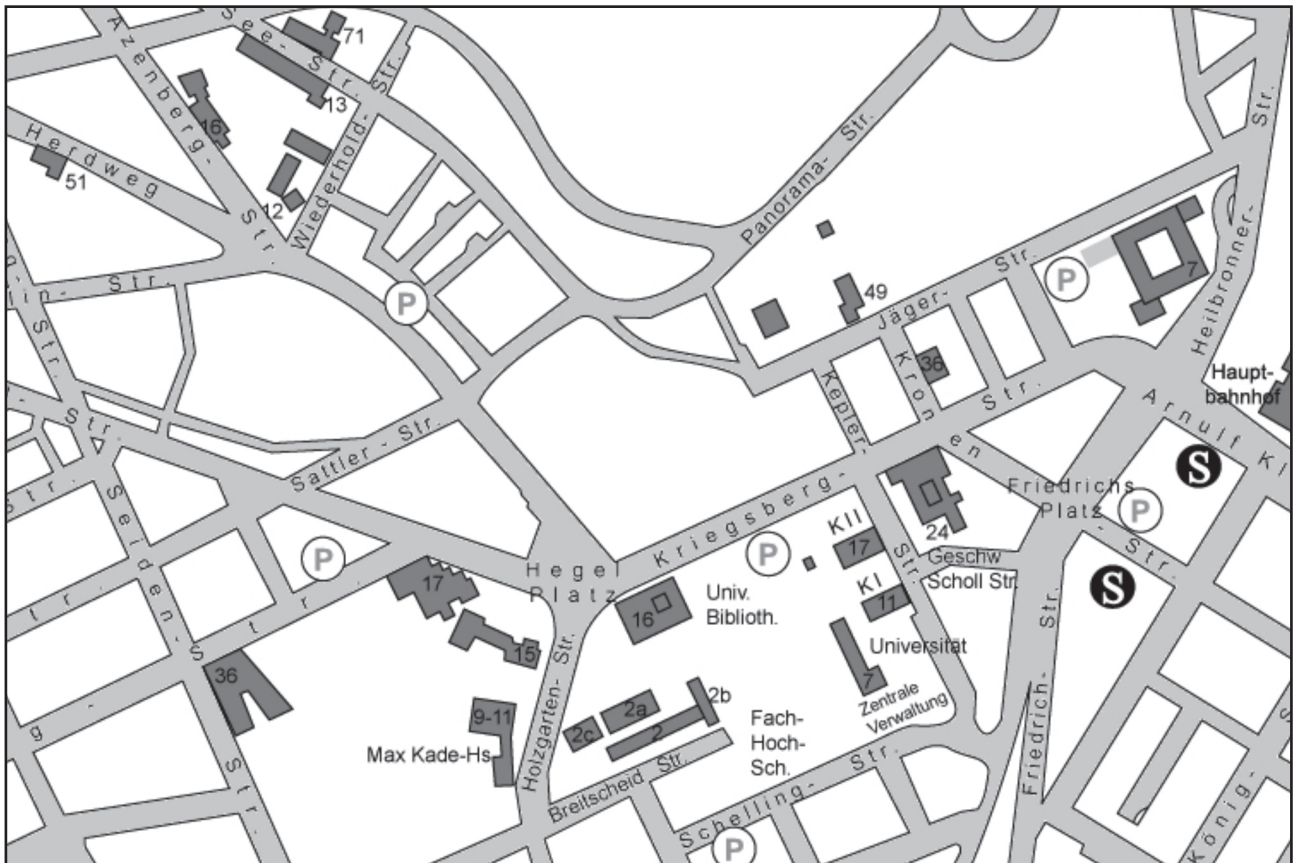 See-Str.
71
Azenberg-Str.
13
Wiederhold-Str.
16
Herdweg
51
12
Panorama-Str.
Heilbronner-Str.
lin-Str.
P
49
Jäger-Str.
P
7
Kronen
36
Kepler-Str.
Haupt-
bahnhof
Arnulf Kl
Str.
Sattler-Str.
S
Friedrichs
Platz
P
Str.
Kriegsberg-Str.
24
Geschw
Scholl Str.
S
P
KII
17
KI
11
Universität
7
Zentrale
Verwaltung
Hegel
Platz
P
17
15
16
Univ.
Biblioth.
Seiden-Str.
36
9-11
Max Kade-Hs.
Holzgarten-Str.
2c
2a
2
2b
Fach-
Hoch-
Sch.
Breitscheid Str.
Schelling-Str.
P
Friedrich-Str.
König-